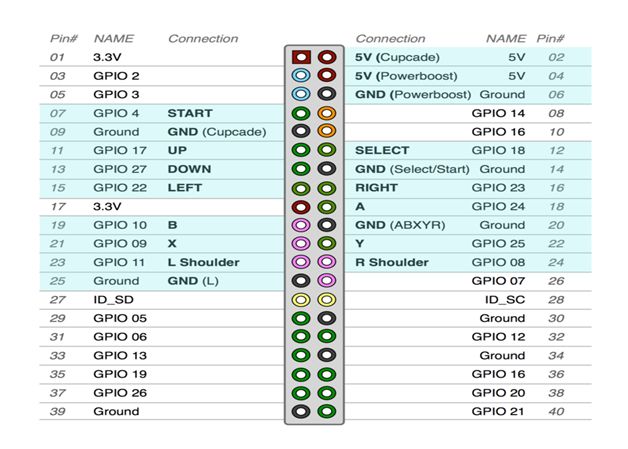 Pin# NAME Connection Connection NAME Pin#
01 3.3V 5V (Cupcade) 5V 02
03 GPIO 2 5V (Powerboost) 5V 04
05 GPIO 3 GND (Powerboost) Ground 06
07 GPIO 4 START GPIO 14 08
09 Ground GND (Cupcade) GPIO 16 10
11 GPIO 17 UP SELECT GPIO 18 12
13 GPIO 27 DOWN GND (Select/Start) Ground 14
15 GPIO 22 LEFT RIGHT GPIO 23 16
17 3.3V A GPIO 24 18
19 GPIO 10 B GND (ABXYR) Ground 20
21 GPIO 09 X Y GPIO 25 22
23 GPIO 11 L Shoulder R Shoulder GPIO 08 24
25 Ground GND (L) GPIO 07 26
27 ID_SD ID_SC 28
29 GPIO 05 Ground 30
31 GPIO 06 GPIO 12 32
33 GPIO 13 Ground 34
35 GPIO 19 GPIO 16 36
37 GPIO 26 GPIO 20 38
39 Ground GPIO 21 40